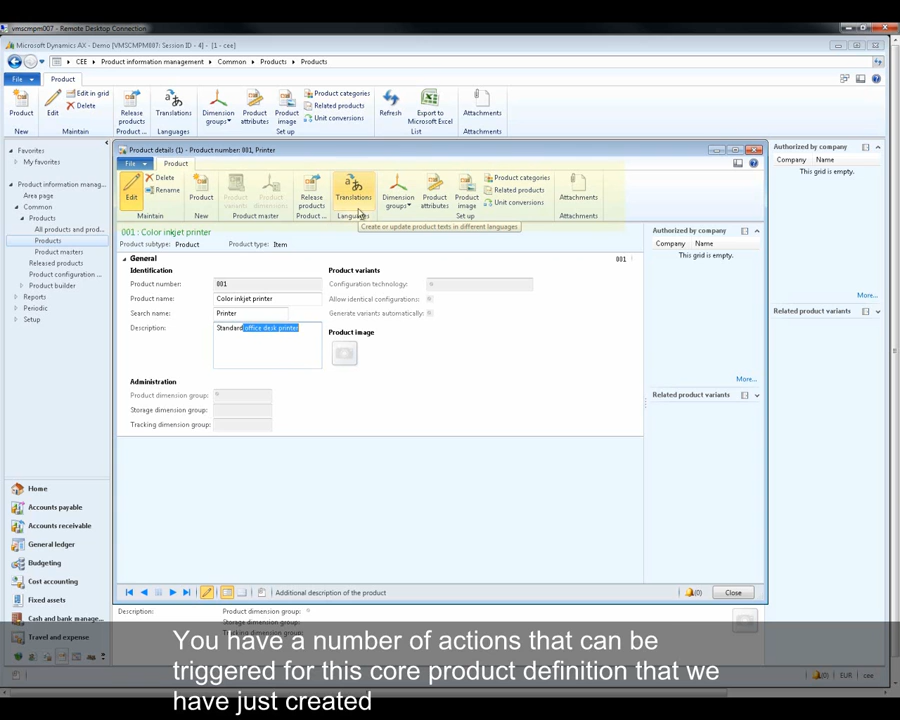 vmscmpm007 - Remote Desktop Connection
Microsoft Dynamics AX - Demo [VMSCMPM007: Session ID - 4] - [1 - cee]
CEE
Product information management
Common
Products
Products
File
Product
Product
New
Edit
Edit in grid
Delete
Maintain
Release products
Product ...
Translations
Languages
Dimension groups
Product attributes
Product image
Product categories
Related products
Unit conversions
Set up
Refresh
Export to Microsoft Excel
List
Attachments
Attachments
Favorites
My favorites
Product information manag...
Area page
Common
Products
All products and prod...
Products
Product masters
Released products
Product configuration ...
Product builder
Reports
Periodic
Setup
Home
Accounts payable
Accounts receivable
General ledger
Budgeting
Cost accounting
Fixed assets
Cash and bank manageme
Travel and expense
Product details (1) - Product number: 001, Printer
File
Product
Edit
Delete
Rename
Maintain
Product
New
Product variants
Product dimensions
Product master
Release products
Product ...
Translations
Languages
Dimension groups
Product attributes
Product image
Product categories
Related products
Unit conversions
Set up
Attachments
Attachments
Create or update product texts in different languages
001 : Color inkjet printer
Product subtype: Product
Product type: Item
General
001
Identification
Product number: 001
Product name: Color inkjet printer
Search name: Printer
Description: Standard office desk printer
Administration
Product dimension group:
Storage dimension group:
Tracking dimension group:
Product variants
Configuration technology:
Allow identical configurations:
Generate variants automatically:
Product image
Authorized by company
Company Name
This grid is empty.
More...
Related product variants
Additional description of the product
(0)
Close
Authorized by company
Company Name
This grid is empty.
More...
Related product variants
Description:
Product dimension group:
(0)
EUR
cee
You have a number of actions that can be
triggered for this core product definition that we
have just created